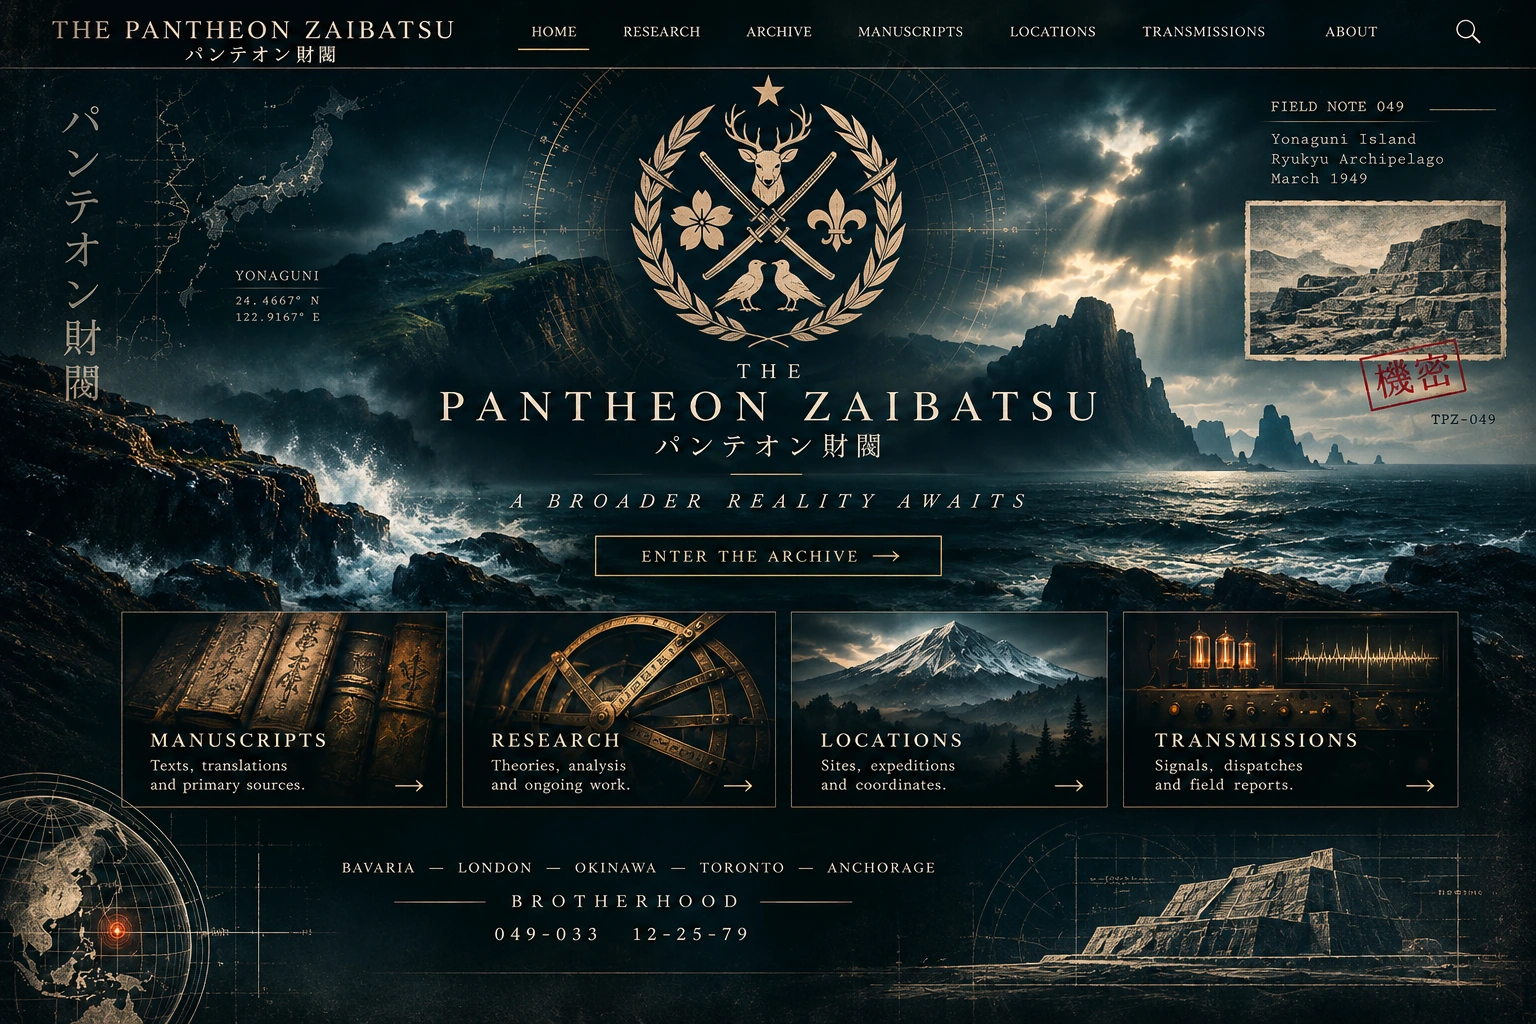 THE PANTHEON ZAIBATSU
パンテオン財閥
HOME
RESEARCH
ARCHIVE
MANUSCRIPTS
LOCATIONS
TRANSMISSIONS
ABOUT
パンテオン財閥
YONAGUNI
24.4667° N
122.9167° E
FIELD NOTE 049
Yonaguni Island
Ryukyu Archipelago
March 1949
機密
TPZ-049
THE
PANTHEON ZAIBATSU
パンテオン財閥
A BROADER REALITY AWAITS
ENTER THE ARCHIVE →
MANUSCRIPTS
Texts, translations
and primary sources.
→
RESEARCH
Theories, analysis
and ongoing work.
→
LOCATIONS
Sites, expeditions
and coordinates.
→
TRANSMISSIONS
Signals, dispatches
and field reports.
→
BAVARIA — LONDON — OKINAWA — TORONTO — ANCHORAGE
BROTHERHOOD
049-033 12-25-79